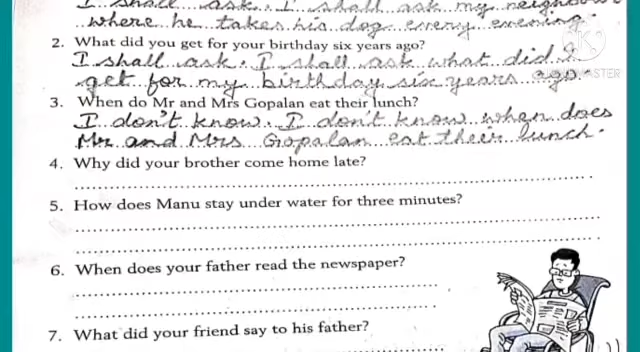 I shall ask. I shall ask my neighbour
where he takes his dog every evening.
2. What did you get for your birthday six years ago?
I shall ask. I shall ask what did I
get for my birthday six years ago.
3. When do Mr and Mrs Gopalan eat their lunch?
I don't know. I don't know when does
Mr and Mrs Gopalan eat their lunch.
4. Why did your brother come home late?
5. How does Manu stay under water for three minutes?
6. When does your father read the newspaper?
7. What did your friend say to his father?